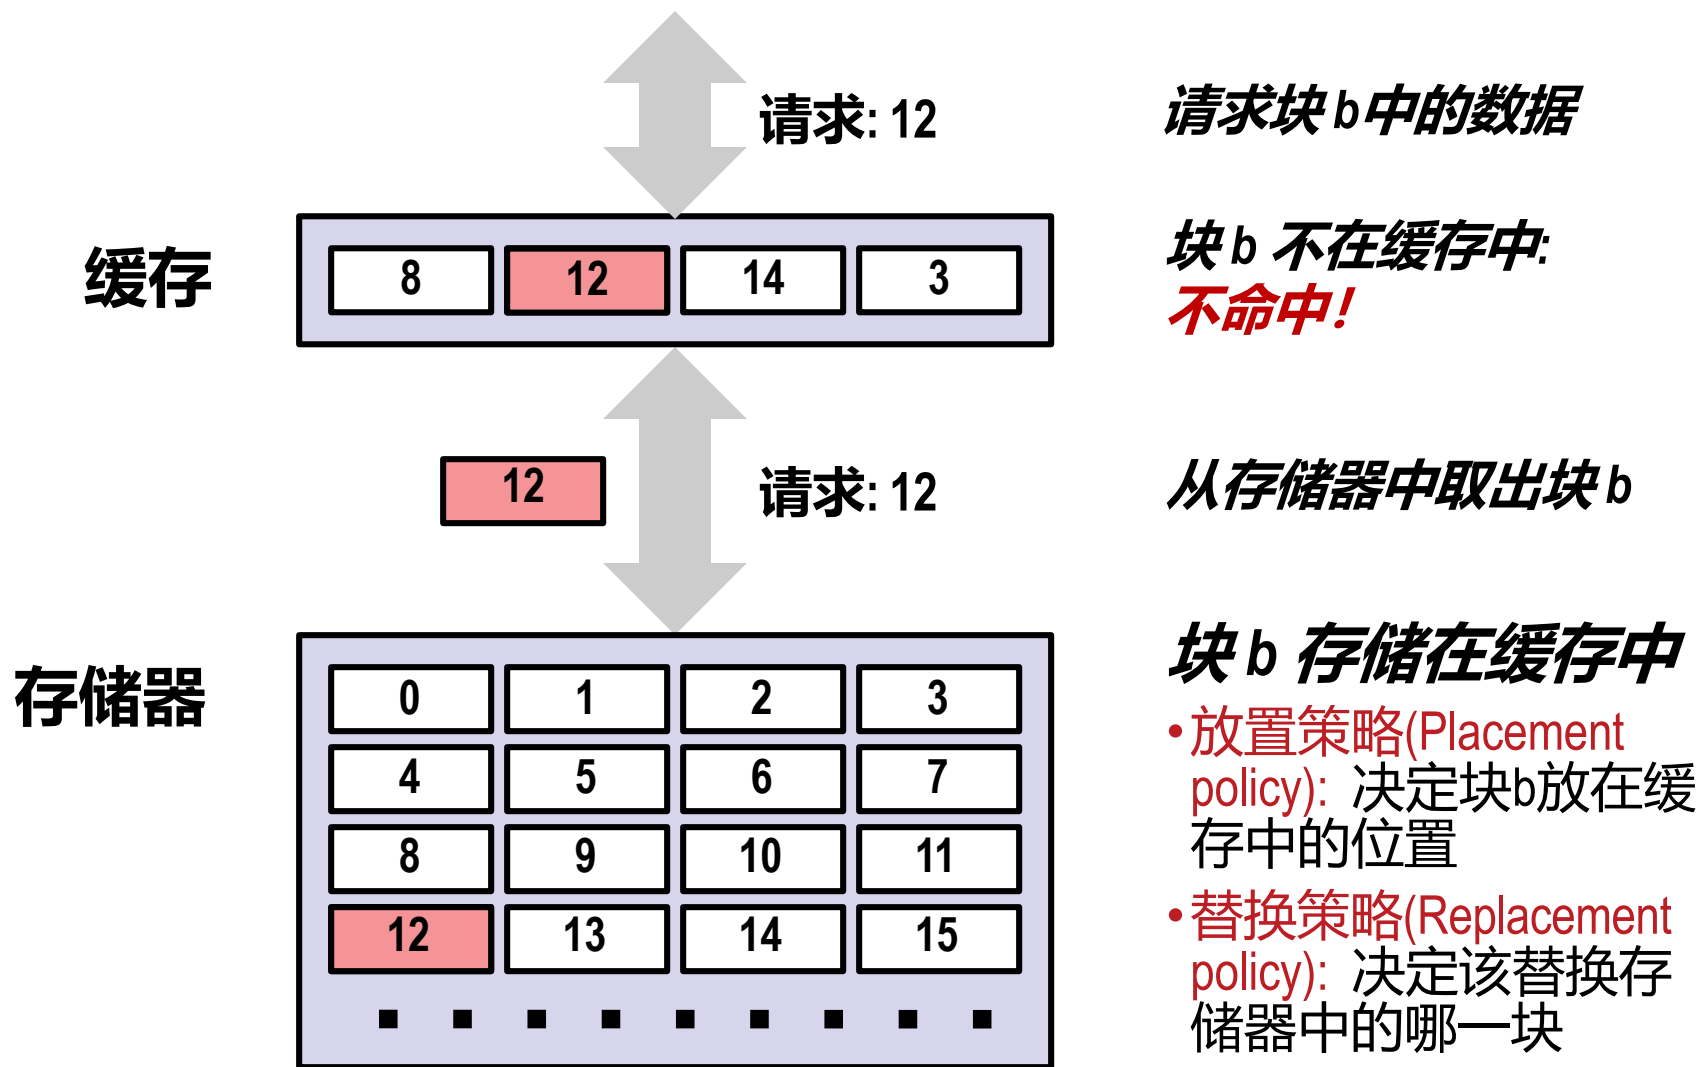 请求: 12
请求块 b中的数据
缓存
8 12 14 3
块 b 不在缓存中:
不命中!
12
请求: 12
从存储器中取出块 b
存储器
0 1 2 3
4 5 6 7
8 9 10 11
12 13 14 15
块 b 存储在缓存中
•放置策略(Placement
policy): 决定块b放在缓
存中的位置
•替换策略(Replacement
policy): 决定该替换存
储器中的哪一块